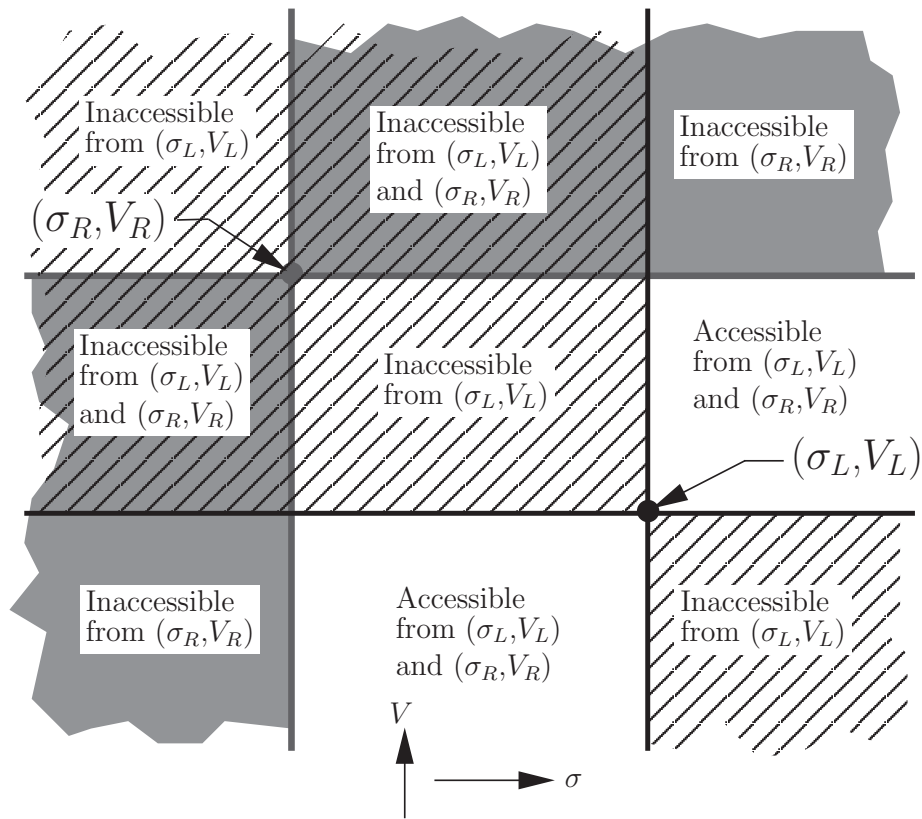 Inaccessible
from (σ_L,V_L)
Inaccessible
from (σ_L,V_L)
and (σ_R,V_R)
Inaccessible
from (σ_R,V_R)
(σ_R,V_R)
Inaccessible
from (σ_L,V_L)
and (σ_R,V_R)
Inaccessible
from (σ_L,V_L)
Accessible
from (σ_L,V_L)
and (σ_R,V_R)
(σ_L,V_L)
Inaccessible
from (σ_R,V_R)
Accessible
from (σ_L,V_L)
and (σ_R,V_R)
Inaccessible
from (σ_L,V_L)
V
σ